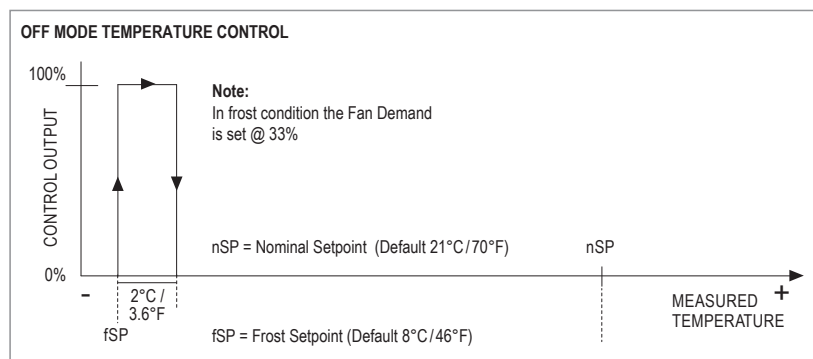 OFF MODE TEMPERATURE CONTROL
100%
Note:
In frost condition the Fan Demand
is set @ 33%
CONTROL OUTPUT
nSP = Nominal Setpoint (Default 21°C/70°F)
nSP
0%
-
2°C /
3.6°F
+
MEASURED
TEMPERATURE
fSP
fSP = Frost Setpoint (Default 8°C/46°F)